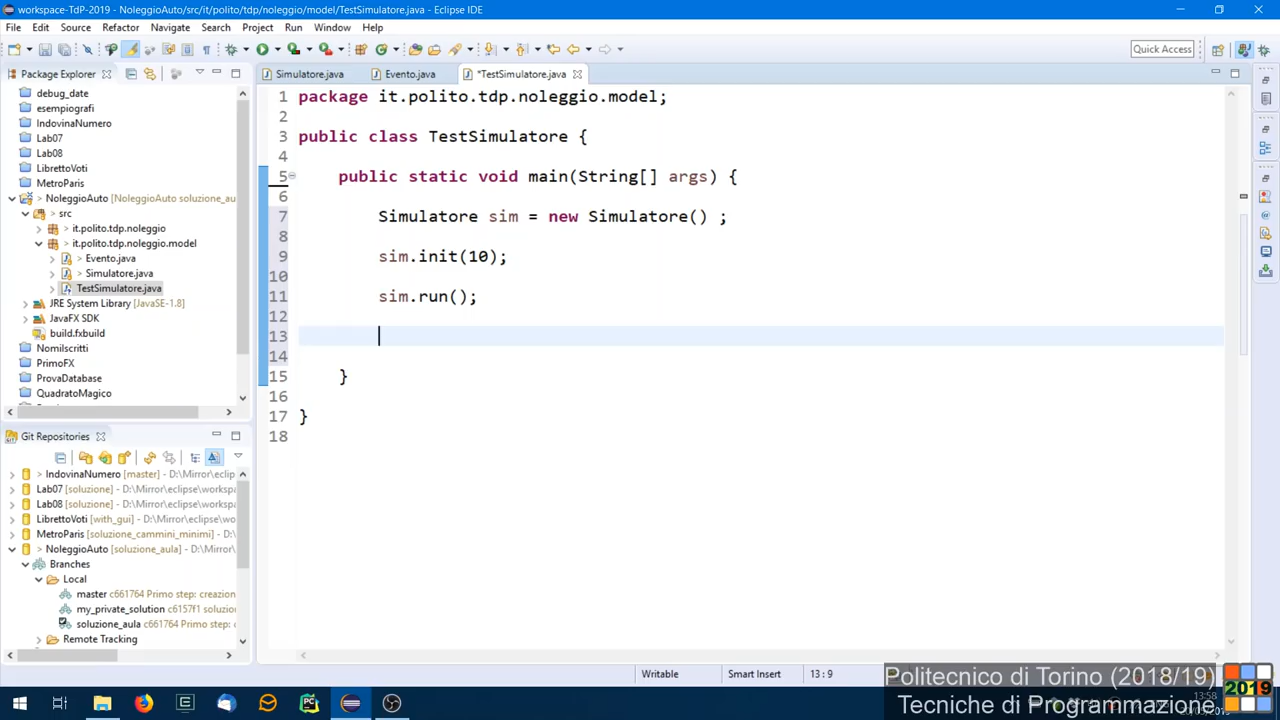 workspace-TdP-2019 - NoleggioAuto/src/it/polito/tdp/noleggio/model/TestSimulatore.java - Eclipse IDE
File Edit Source Refactor Navigate Search Project Run Window Help
Quick Access
Package Explorer
Simulatore.java Evento.java *TestSimulatore.java
debug_date
esempiografi
IndovinaNumero
Lab07
Lab08
LibrettoVoti
MetroParis
> NoleggioAuto [NoleggioAuto soluzione_au
> src
> it.polito.tdp.noleggio
> it.polito.tdp.noleggio.model
> Evento.java
> Simulatore.java
TestSimulatore.java
JRE System Library [JavaSE-1.8]
JavaFX SDK
build.fxbuild
NomiIscritti
PrimoFX
ProvaDatabase
QuadratoMagico
1 package it.polito.tdp.noleggio.model;
2
3 public class TestSimulatore {
4
5 public static void main(String[] args) {
6
7 Simulatore sim = new Simulatore() ;
8
9 sim.init(10);
10
11 sim.run();
12
13
14
15 }
16
17 }
18
Git Repositories
> IndovinaNumero [master] - D:\Mirror\eclip
Lab07 [soluzione] - D:\Mirror\eclipse\worksp
Lab08 [soluzione] - D:\Mirror\eclipse\worksp
LibrettoVoti [with_gui] - D:\Mirror\eclipse\wo
MetroParis [soluzione_cammini_minimi] - D:
> NoleggioAuto [soluzione_aula] - D:\Mirror\
Branches
Local
master c661764 Primo step: creazion
my_private_solution c6157f1 soluzio
soluzione_aula c661764 Primo step: c
Remote Tracking
Writable Smart Insert 13 : 9
Politecnico di Torino (2018/19)
Tecniche di Programmazione
2019
13:58